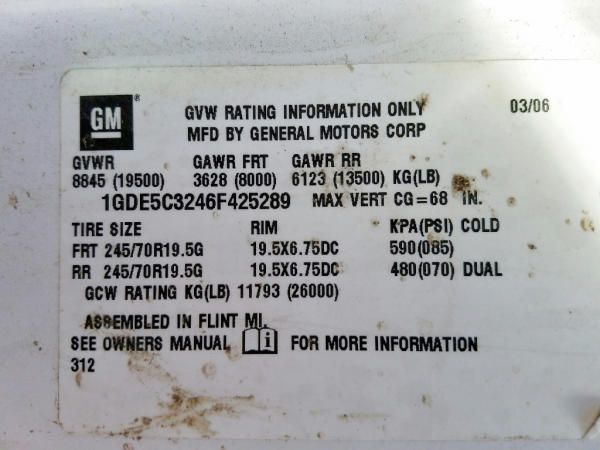 GM®
GVW RATING INFORMATION ONLY 03/06
MFD BY GENERAL MOTORS CORP
GVWR GAWR FRT GAWR RR
8845 (19500) 3628 (8000) 6123 (13500) KG(LB)
1GDE5C3246F425289 MAX VERT CG=68 IN.
TIRE SIZE RIM KPA(PSI) COLD
FRT 245/70R19.5G 19.5X6.75DC 590(085)
RR 245/70R19.5G 19.5X6.75DC 480(070) DUAL
GCW RATING KG(LB) 11793 (26000)
ASSEMBLED IN FLINT MI.
SEE OWNERS MANUAL i FOR MORE INFORMATION
312